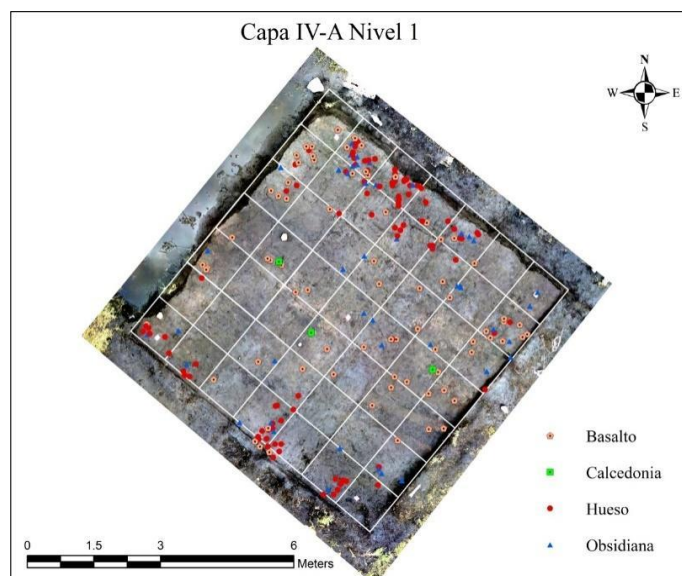 Capa IV-A Nivel 1
N
W E
S
Basalto
Calcedonia
Hueso
Obsidiana
0 1.5 3 6
Meters